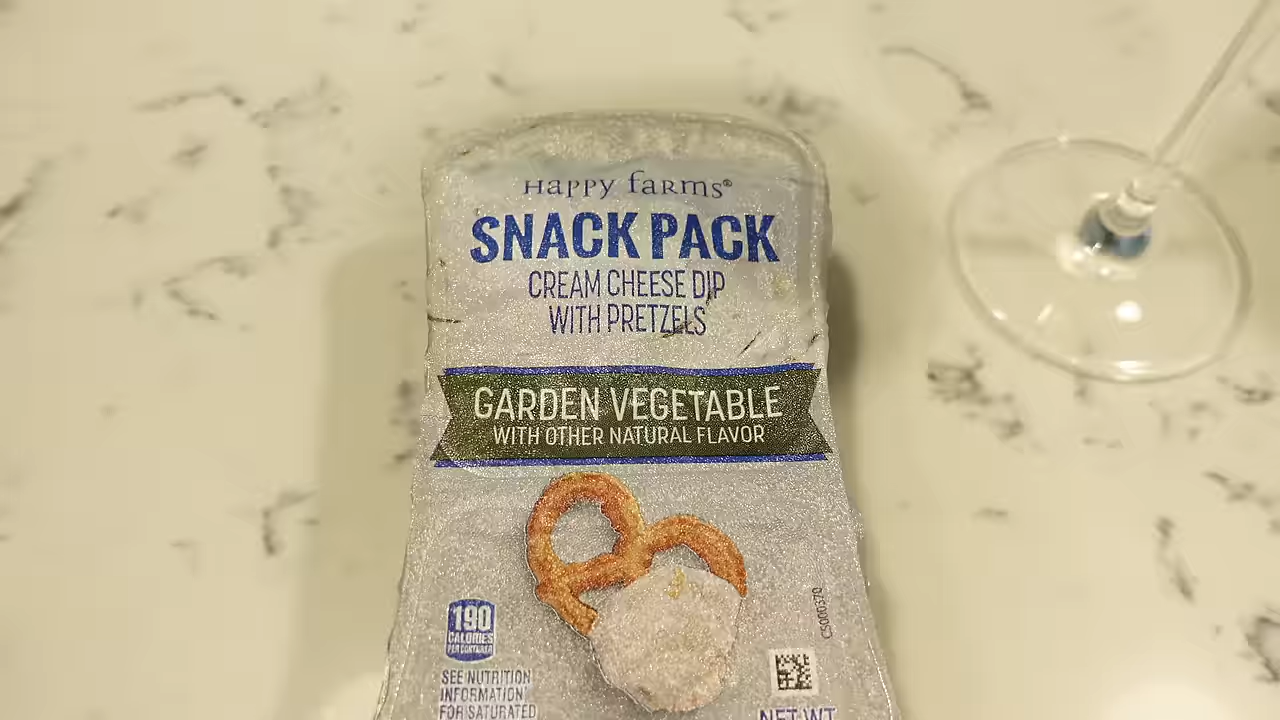 Happy Farms®
SNACK PACK
CREAM CHEESE DIP
WITH PRETZELS
GARDEN VEGETABLE
WITH OTHER NATURAL FLAVOR
190
CALORIES
PER CONTAINER
SEE NUTRITION
INFORMATION
FOR SATURATED
CS000370
NET WT